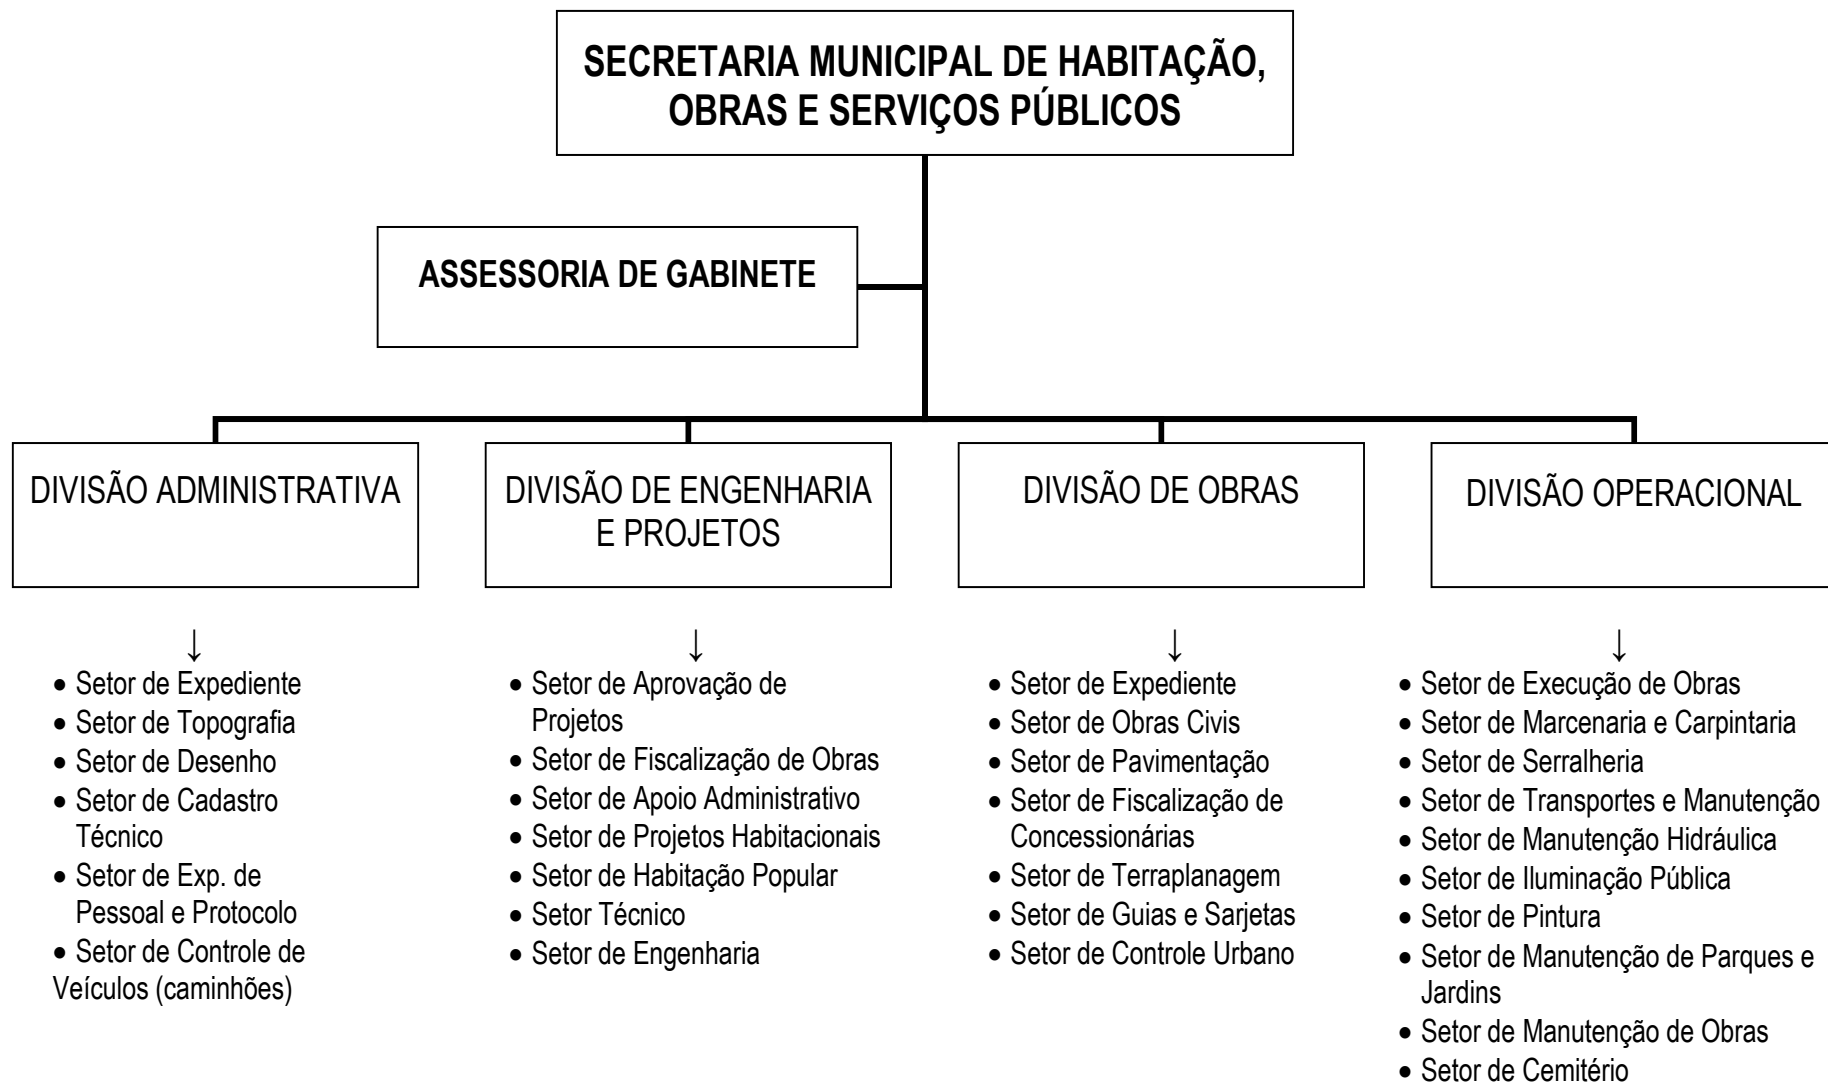 SECRETARIA MUNICIPAL DE HABITAÇÃO,
OBRAS E SERVIÇOS PÚBLICOS
ASSESSORIA DE GABINETE
DIVISÃO ADMINISTRATIVA
DIVISÃO DE ENGENHARIA
E PROJETOS
DIVISÃO DE OBRAS
DIVISÃO OPERACIONAL
↓
• Setor de Expediente
• Setor de Topografia
• Setor de Desenho
• Setor de Cadastro
Técnico
• Setor de Exp. de
Pessoal e Protocolo
• Setor de Controle de
Veículos (caminhões)
↓
• Setor de Aprovação de
Projetos
• Setor de Fiscalização de Obras
• Setor de Apoio Administrativo
• Setor de Projetos Habitacionais
• Setor de Habitação Popular
• Setor Técnico
• Setor de Engenharia
↓
• Setor de Expediente
• Setor de Obras Civis
• Setor de Pavimentação
• Setor de Fiscalização de
Concessionárias
• Setor de Terraplanagem
• Setor de Guias e Sarjetas
• Setor de Controle Urbano
↓
• Setor de Execução de Obras
• Setor de Marcenaria e Carpintaria
• Setor de Serralheria
• Setor de Transportes e Manutenção
• Setor de Manutenção Hidráulica
• Setor de Iluminação Pública
• Setor de Pintura
• Setor de Manutenção de Parques e
Jardins
• Setor de Manutenção de Obras
• Setor de Cemitério